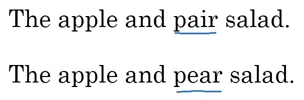 The apple and pair salad.
The apple and pear salad.